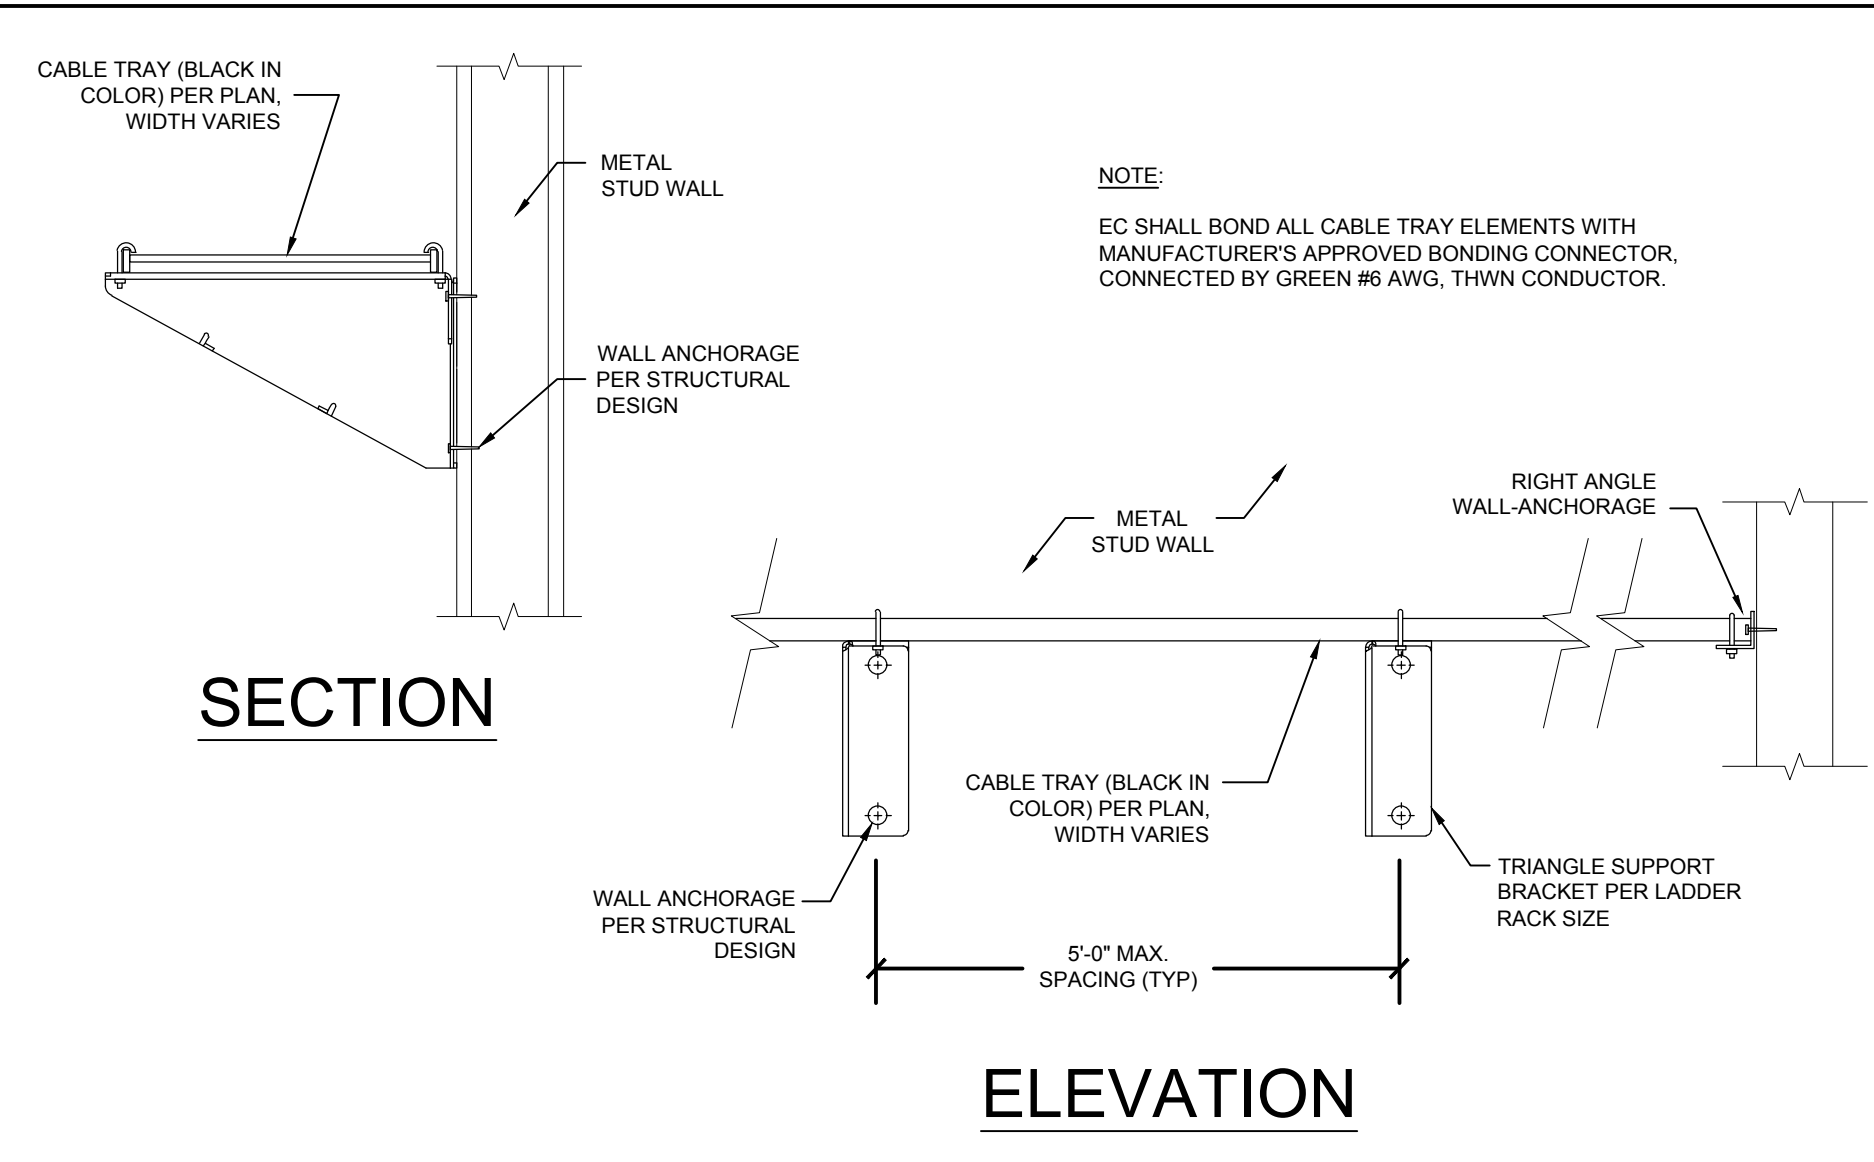 CABLE TRAY (BLACK IN
COLOR) PER PLAN,
WIDTH VARIES
METAL
STUD WALL
WALL ANCHORAGE
PER STRUCTURAL
DESIGN
SECTION
NOTE:
EC SHALL BOND ALL CABLE TRAY ELEMENTS WITH
MANUFACTURER'S APPROVED BONDING CONNECTOR,
CONNECTED BY GREEN #6 AWG, THWN CONDUCTOR.
RIGHT ANGLE
WALL-ANCHORAGE
METAL
STUD WALL
CABLE TRAY (BLACK IN
COLOR) PER PLAN,
WIDTH VARIES
TRIANGLE SUPPORT
BRACKET PER LADDER
RACK SIZE
WALL ANCHORAGE
PER STRUCTURAL
DESIGN
5'-0" MAX.
SPACING (TYP)
ELEVATION